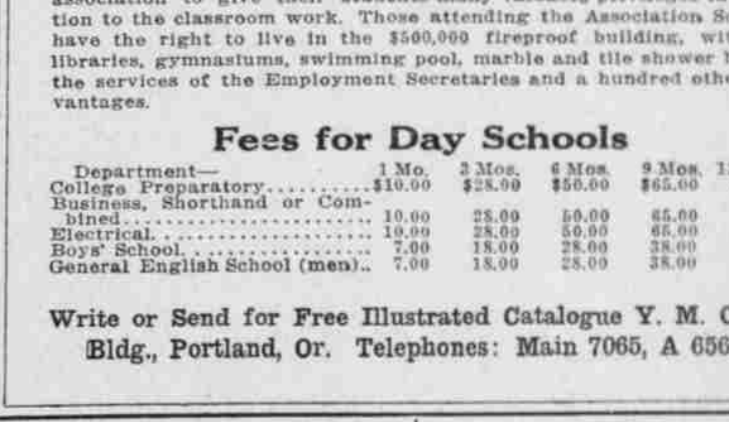 tion to the classroom work. Those attending the Association
have the right to live in the $500,000 fireproof building,
libraries, gymnasiums, swimming pool, marble and tile shower
the services of the Employment Secretaries and a hundred
vantages.
Fees for Day Schools
Department— 1 Mo. 3 Mos. 6 Mos. 9 Mos.
College Preparatory..........$10.00 $28.00 $50.00 $65.00
Business, Shorthand or Com-
bined........................ 10.00 28.00 50.00 65.00
Electrical..................... 10.00 28.00 50.00 65.00
Boys' School................... 7.00 18.00 28.00 38.00
General English School (men).. 7.00 18.00 28.00 38.00
Write or Send for Free Illustrated Catalogue Y. M.
Bldg., Portland, Or. Telephones: Main 7065, A 656